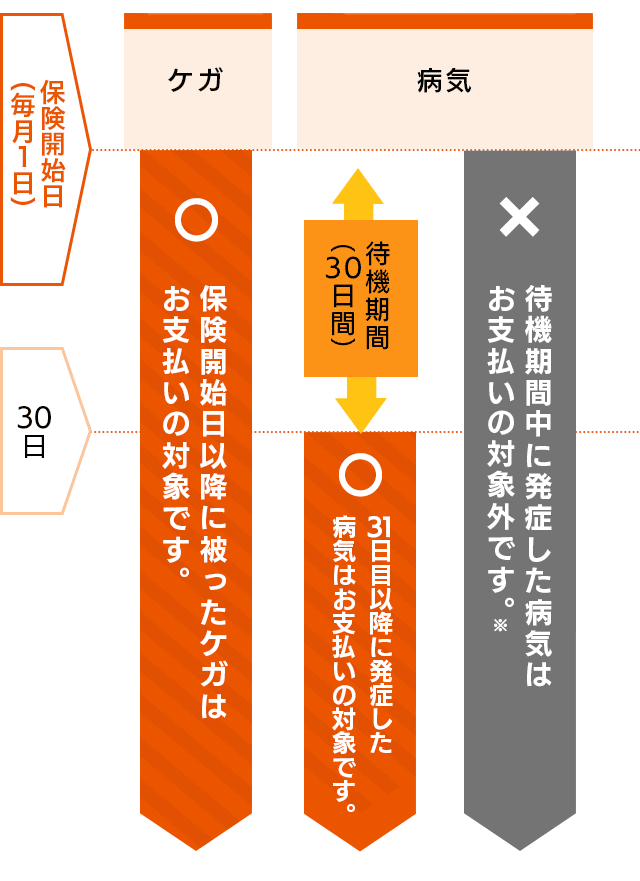 ケガ
病気
保険開始日
（毎月1日）
30
日
○
保険開始日以降に被ったケガは
お支払いの対象です。
待機期間
（30日間）
○
31日目以降に発症した
病気はお支払いの対象です。
×
待機期間中に発症した病気は
お支払いの対象外です。※